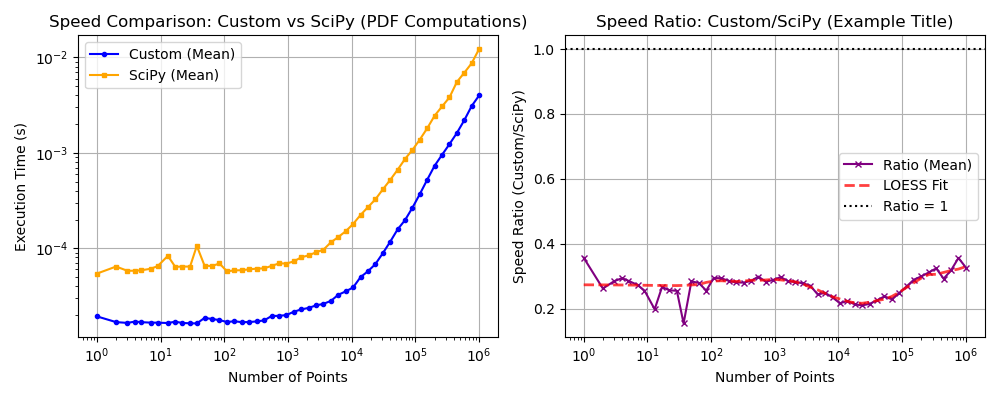 Speed Comparison: Custom vs SciPy (PDF Computations)
Execution Time (s)
10⁻²
10⁻³
10⁻⁴
Custom (Mean)
SciPy (Mean)
10⁰ 10¹ 10² 10³ 10⁴ 10⁵ 10⁶
Number of Points
Speed Ratio: Custom/SciPy (Example Title)
Speed Ratio (Custom/SciPy)
1.0
0.8
0.6
0.4
0.2
Ratio (Mean)
LOESS Fit
Ratio = 1
10⁰ 10¹ 10² 10³ 10⁴ 10⁵ 10⁶
Number of Points